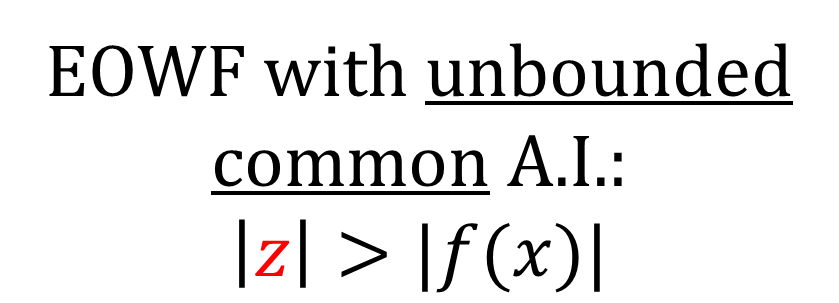 EOWF with unbounded
common A.I.:
|z| > |f(x)|